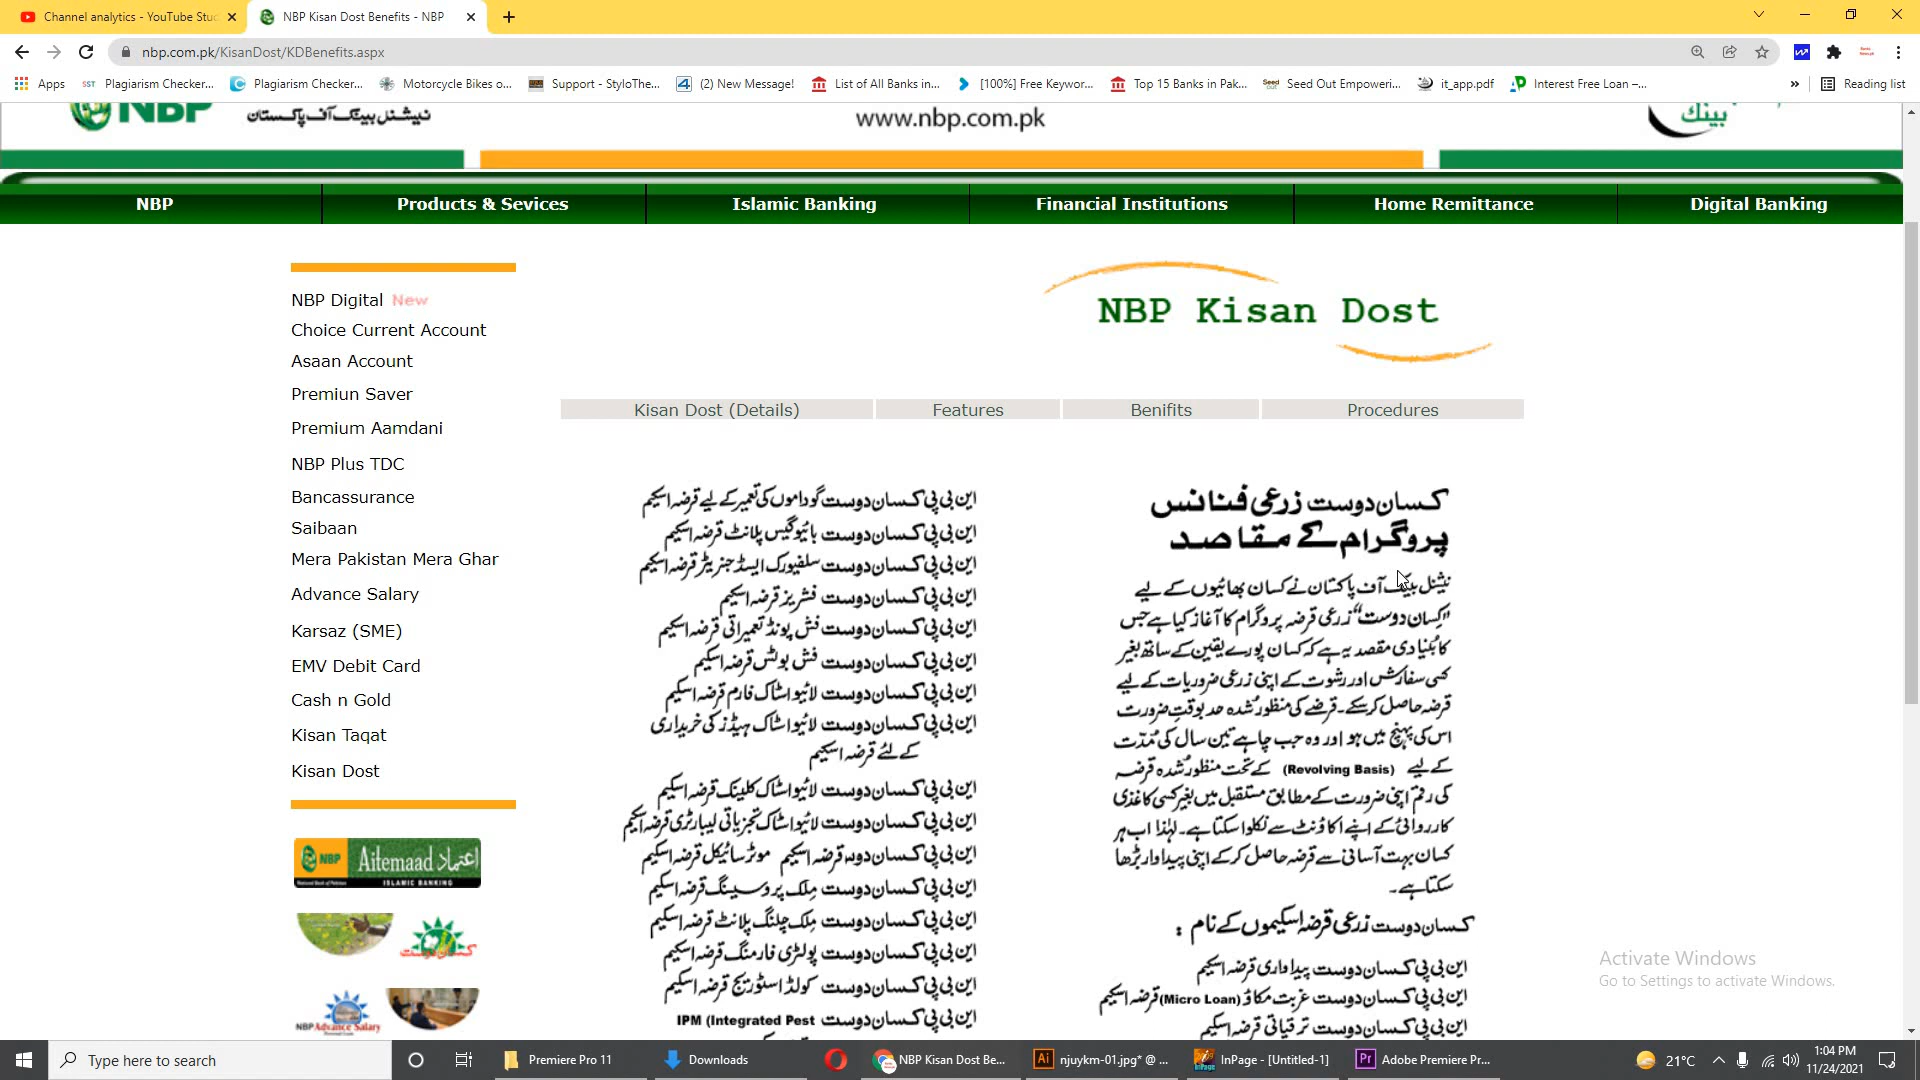 Channel analytics - YouTube Stu
NBP Kisan Dost Benefits - NBP
nbp.com.pk/KisanDost/KDBenefits.aspx
Apps
SST Plagiarism Checker...
Plagiarism Checker...
Motorcycle Bikes o...
Support - StyloThe...
(2) New Message!
List of All Banks in...
[100%] Free Keywor...
Top 15 Banks in Pak...
Seed Out Empoweri...
it_app.pdf
Interest Free Loan –...
»
Reading list
NBP
نیشنل بینک آف پاکستان
www.nbp.com.pk
بینك
NBP
Products & Sevices
Islamic Banking
Financial Institutions
Home Remittance
Digital Banking
NBP Digital New
Choice Current Account
Asaan Account
Premiun Saver
Premium Aamdani
NBP Plus TDC
Bancassurance
Saibaan
Mera Pakistan Mera Ghar
Advance Salary
Karsaz (SME)
EMV Debit Card
Cash n Gold
Kisan Taqat
Kisan Dost
NBP Aitemaad اعتماد
ISLAMIC BANKING
کسان دوست
NBP Advance Salary
NBP Kisan Dost
Kisan Dost (Details)
Features
Benifits
Procedures
کسان دوست زرعی فنانس
پروگرام کے مقاصد
نیشنل بینک آف پاکستان نے کسان بھائیوں کے لیے
"کسان دوست" زرعی قرضہ پروگرام کا آغاز کیا ہے جس
کا بُنیادی مقصد یہ ہے کہ کسان پورے یقین کے ساتھ بغیر
کسی سفارش اور رشوت کے اپنی زرعی ضروریات کے لیے
قرضہ حاصل کر سکے۔ قرضے کی منظور شدہ حد بوقتِ ضرورت
اس کی پہنچ میں ہو اور وہ جب چاہے تین سال کی مُدّت
کے لیے (Revolving Basis) کے تحت منظور شدہ قرضہ
کی رقم اپنی ضرورت کے مطابق مستقبل میں بغیر کسی کاغذی
کارروائی کے اپنے اکاؤنٹ سے نکلوا سکتا ہے۔ لہٰذا اب ہر
کسان بہت آسانی سے قرضہ حاصل کر کے اپنی پیداوار بڑھا
سکتا ہے۔
کسان دوست زرعی قرضہ اسکیموں کے نام :
این بی پی کسان دوست پیداواری قرضہ اسکیم
این بی پی کسان دوست غربت مکاؤ (Micro Loan) قرضہ اسکیم
این بی پی کسان دوست ترقیاتی قرضہ اسکیم
این بی پی کسان دوست گوداموں کی تعمیر کے لیے قرضہ اسکیم
این بی پی کسان دوست بائیو گیس پلانٹ قرضہ اسکیم
این بی پی کسان دوست سلفیورک ایسڈ جنریٹر قرضہ اسکیم
این بی پی کسان دوست فشریز قرضہ اسکیم
این بی پی کسان دوست فش پونڈ تعمیراتی قرضہ اسکیم
این بی پی کسان دوست فش بوٹس قرضہ اسکیم
این بی پی کسان دوست لائیو اسٹاک فارم قرضہ اسکیم
این بی پی کسان دوست لائیو اسٹاک ہیڈز کی خریداری
کے لئے قرضہ اسکیم
این بی پی کسان دوست لائیو اسٹاک کلینک قرضہ اسکیم
این بی پی کسان دوست لائیو اسٹاک تجزیاتی لیبارٹری قرضہ اسکیم
این بی پی کسان دوست قرضہ اسکیم موٹر سائیکل قرضہ اسکیم
این بی پی کسان دوست مِلک پروسیسنگ قرضہ اسکیم
این بی پی کسان دوست مِلک چلنگ پلانٹ قرضہ اسکیم
این بی پی کسان دوست پولٹری فارمنگ قرضہ اسکیم
این بی پی کسان دوست کولڈ اسٹوریج قرضہ اسکیم
این بی پی کسان دوست IPM (Integrated Pest
Activate Windows
Go to Settings to activate Windows.
Type here to search
Premiere Pro 11
Downloads
NBP Kisan Dost Be...
njuykm-01.jpg* @ ...
InPage - [Untitled-1]
Adobe Premiere Pr...
21°C
1:04 PM
11/24/2021